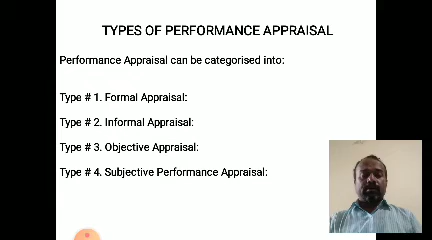 TYPES OF PERFORMANCE APPRAISAL
Performance Appraisal can be categorised into:
Type # 1. Formal Appraisal:
Type # 2. Informal Appraisal:
Type # 3. Objective Appraisal:
Type # 4. Subjective Performance Appraisal: